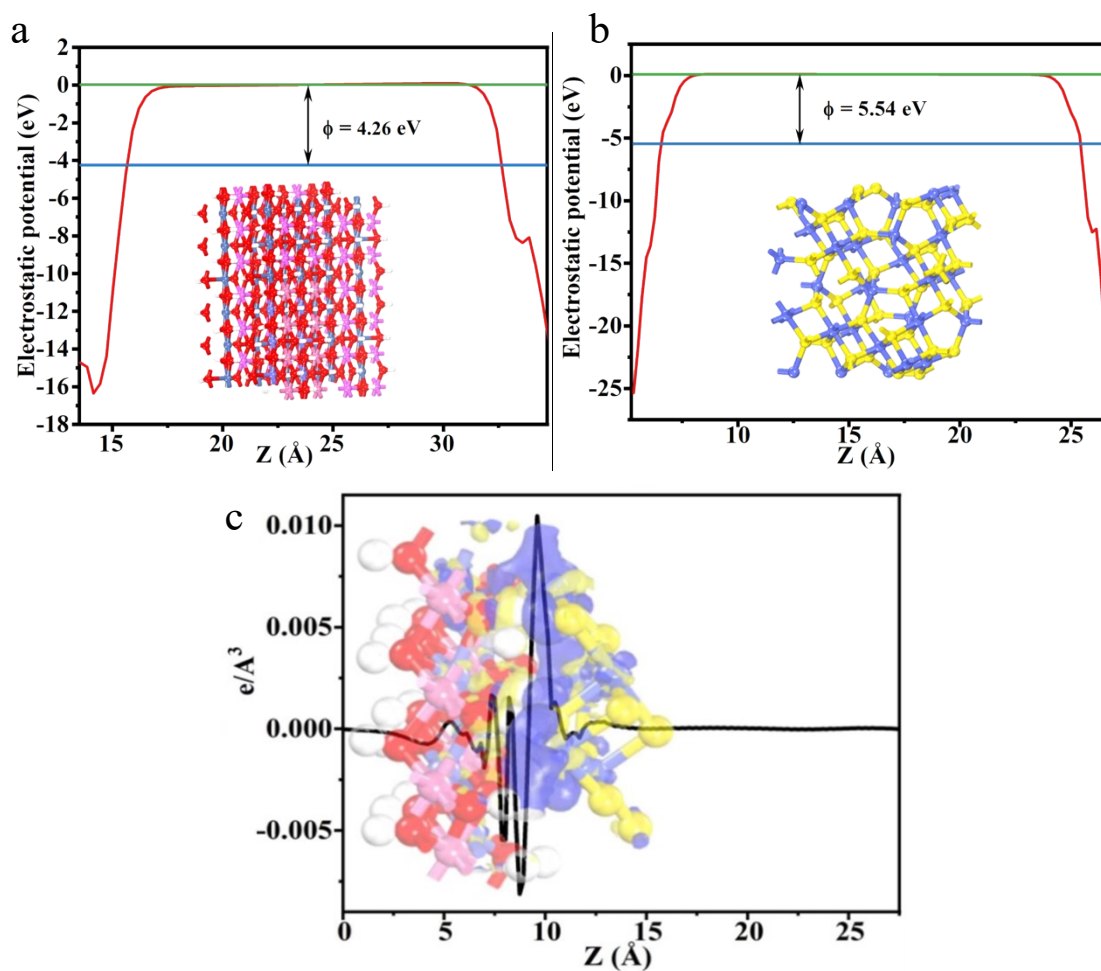 a
2
0
-2
-4
-6
-8
-10
-12
-14
-16
-18
Electrostatic potential (eV)
ϕ = 4.26 eV
15 20 25 30
Z (Å)
b
0
-5
-10
-15
-20
-25
Electrostatic potential (eV)
ϕ = 5.54 eV
10 15 20 25
Z (Å)
c
0.010
0.005
0.000
-0.005
e/A³
0 5 10 15 20 25
Z (Å)